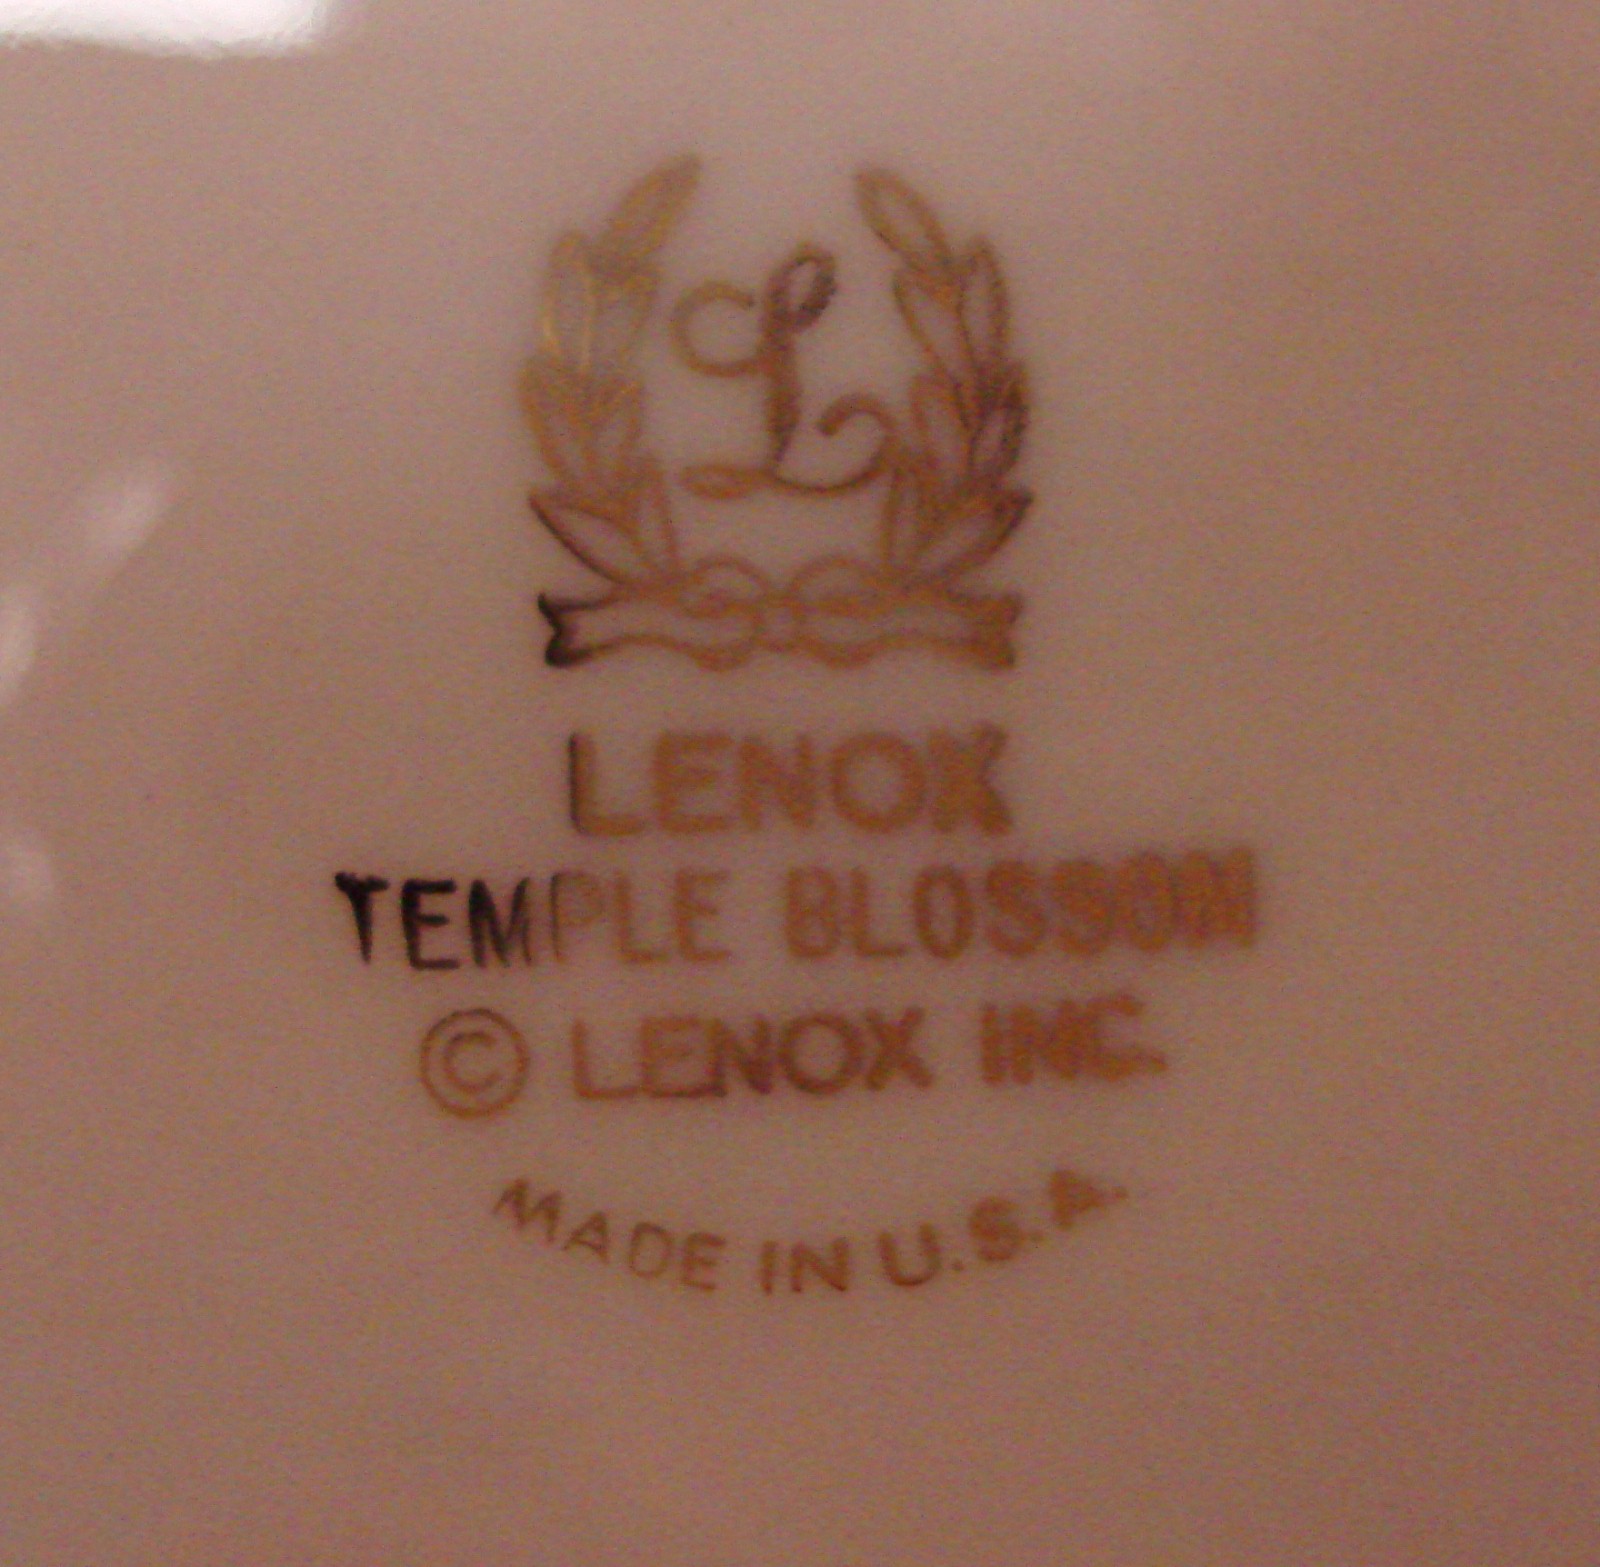 L
LENOX
TEMPLE BLOSSOM
© LENOX INC.
MADE IN U.S.A.